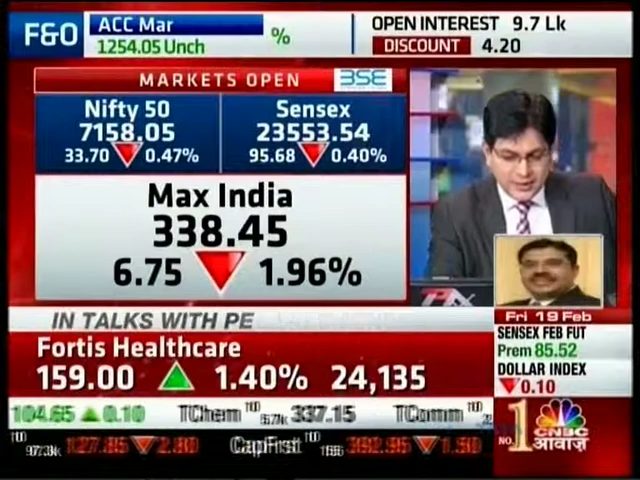 F&O
ACC Mar
1254.05 Unch
%
OPEN INTEREST 9.7 Lk
DISCOUNT 4.20
MARKETS OPEN BSE
Nifty 50
7158.05
33.70 0.47%
Sensex
23553.54
95.68 0.40%
Max India
338.45
6.75 1.96%
IN TALKS WITH PE
Fortis Healthcare
159.00 1.40% 24,135
Fri 19 Feb
SENSEX FEB FUT
Prem 85.52
DOLLAR INDEX
0.10
104.65 0.10 TChem 337.15 TComm
127.85 2.80 CapFrst 392.95 1.50
NO. 1 CNBC
आवाज़